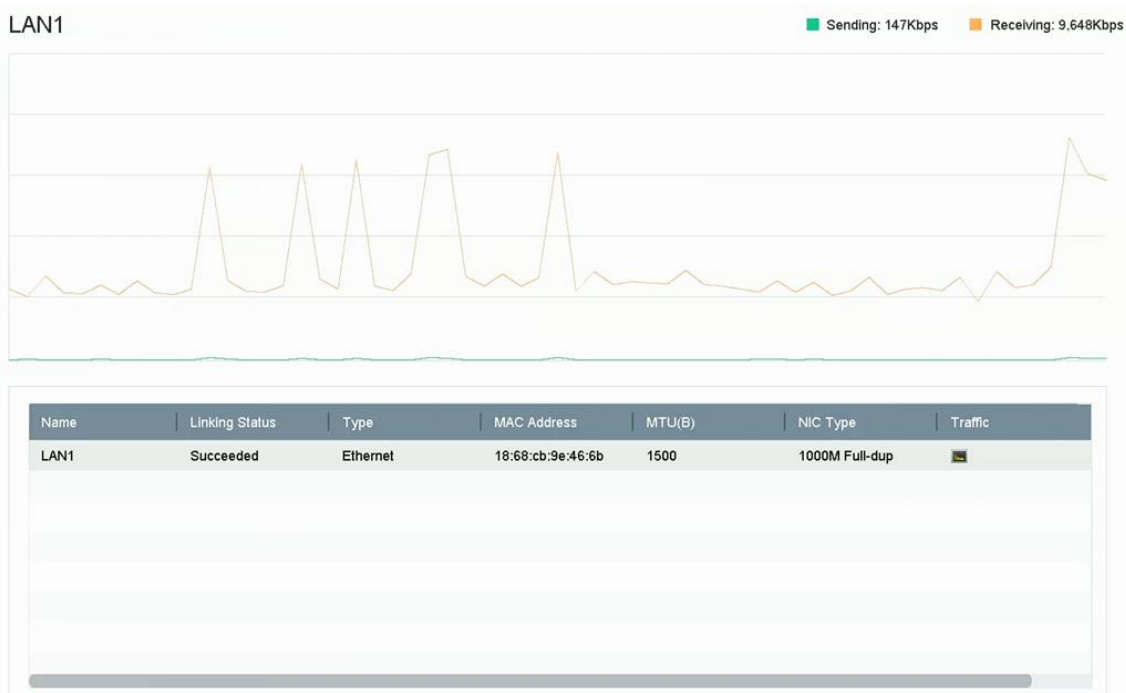 LAN1 Sending: 147Kbps Receiving: 9,648Kbps
Name Linking Status Type MAC Address MTU(B) NIC Type Traffic
LAN1 Succeeded Ethernet 18:68:cb:9e:46:6b 1500 1000M Full-dup